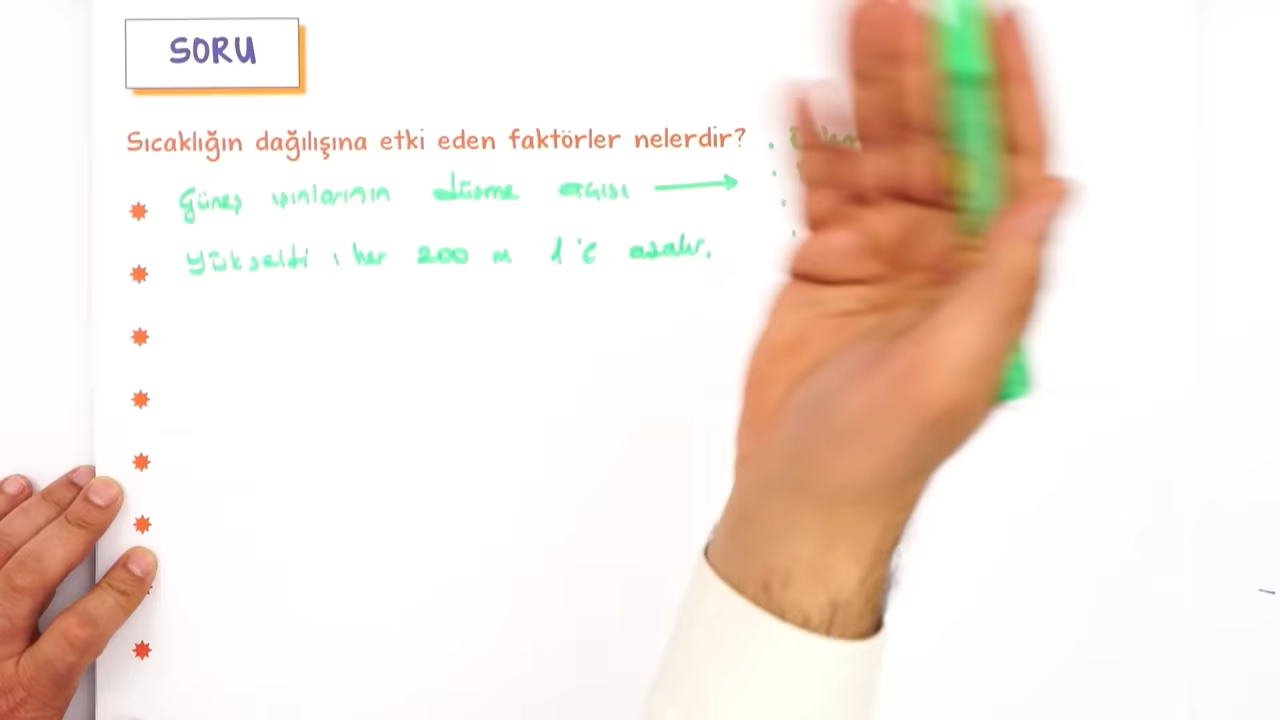 SORU
Sıcaklığın dağılışına etki eden faktörler nelerdir?
Güneş ışınlarının düşme açısı
Yükselti : her 200 m 1°C azalır.